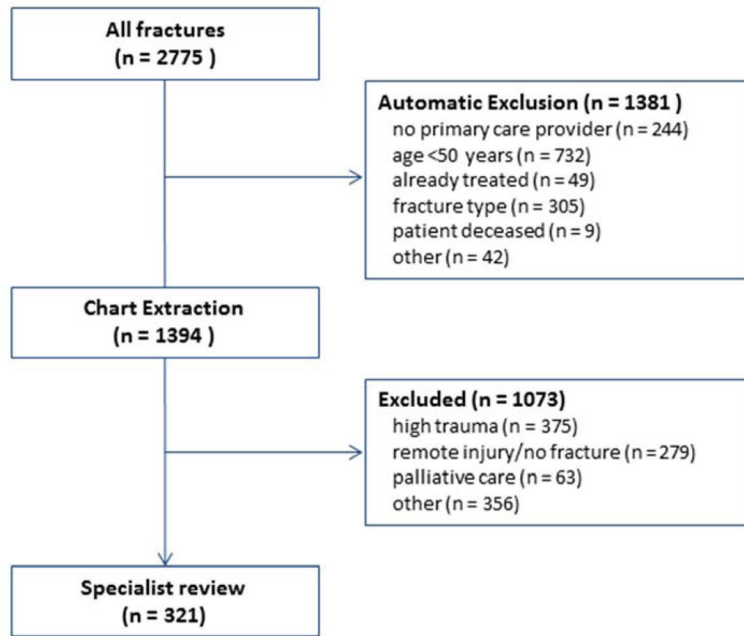 All fractures
(n = 2775 )
Automatic Exclusion (n = 1381 )
no primary care provider (n = 244)
age <50 years (n = 732)
already treated (n = 49)
fracture type (n = 305)
patient deceased (n = 9)
other (n = 42)
Chart Extraction
(n = 1394 )
Excluded (n = 1073)
high trauma (n = 375)
remote injury/no fracture (n =279)
palliative care (n = 63)
other (n = 356)
Specialist review
(n = 321)